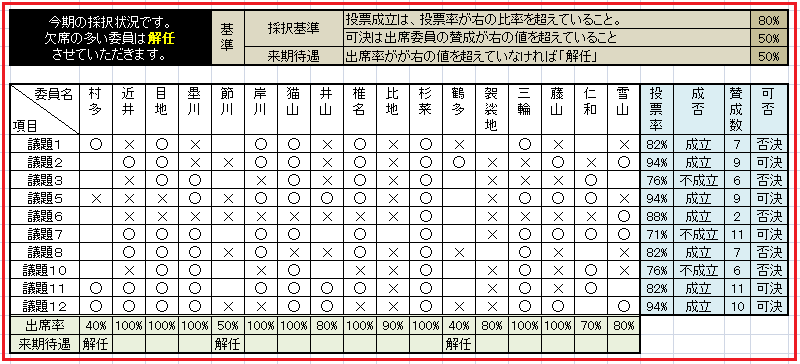 今期の採択状況です。
欠席の多い委員は解任
させていただきます。
基準
採択基準 投票成立は、投票率が右の比率を超えていること。 80%
可決は出席委員の賛成が右の値を超えていること 50%
来期待遇 出席率がが右の値を超えていなければ「解任」 50%
委員名 項目 村多 近井 目地 墨川 節川 岸川 猫山 井山 椎名 比地 杉菜 鶴多 袈裟地 三輪 藤山 仁和 雪山 投票率 成否 賛成数 可否
議題1 〇 × 〇 × 〇 〇 × 〇 × 〇 × 〇 × × 82% 成立 7 否決
議題2 〇 〇 × × 〇 〇 × 〇 × 〇 〇 × × 〇 × 〇 94% 成立 9 可決
議題3 × 〇 〇 × 〇 × × 〇 〇 × × × 〇 76% 不成立 6 否決
議題5 × × × 〇 × 〇 〇 〇 〇 × 〇 × 〇 〇 〇 × 94% 成立 9 可決
議題6 × × × × × × × × × 〇 × × × × 〇 88% 成立 2 否決
議題7 〇 〇 〇 〇 〇 × 〇 〇 〇 〇 〇 〇 71% 不成立 11 可決
議題8 〇 〇 〇 × 〇 × × × 〇 × 〇 × × 82% 成立 7 否決
議題10 × 〇 〇 × 〇 × × 〇 × 〇 × 〇 × 76% 不成立 6 否決
議題11 〇 〇 〇 〇 〇 〇 〇 × × 〇 〇 × 〇 〇 82% 成立 11 可決
議題12 〇 〇 〇 〇 × × 〇 〇 × × 〇 × × 〇 〇 〇 94% 成立 10 可決
出席率 40% 100% 100% 100% 50% 100% 100% 80% 100% 90% 100% 40% 80% 100% 100% 70% 80%
来期待遇 解任 解任 解任